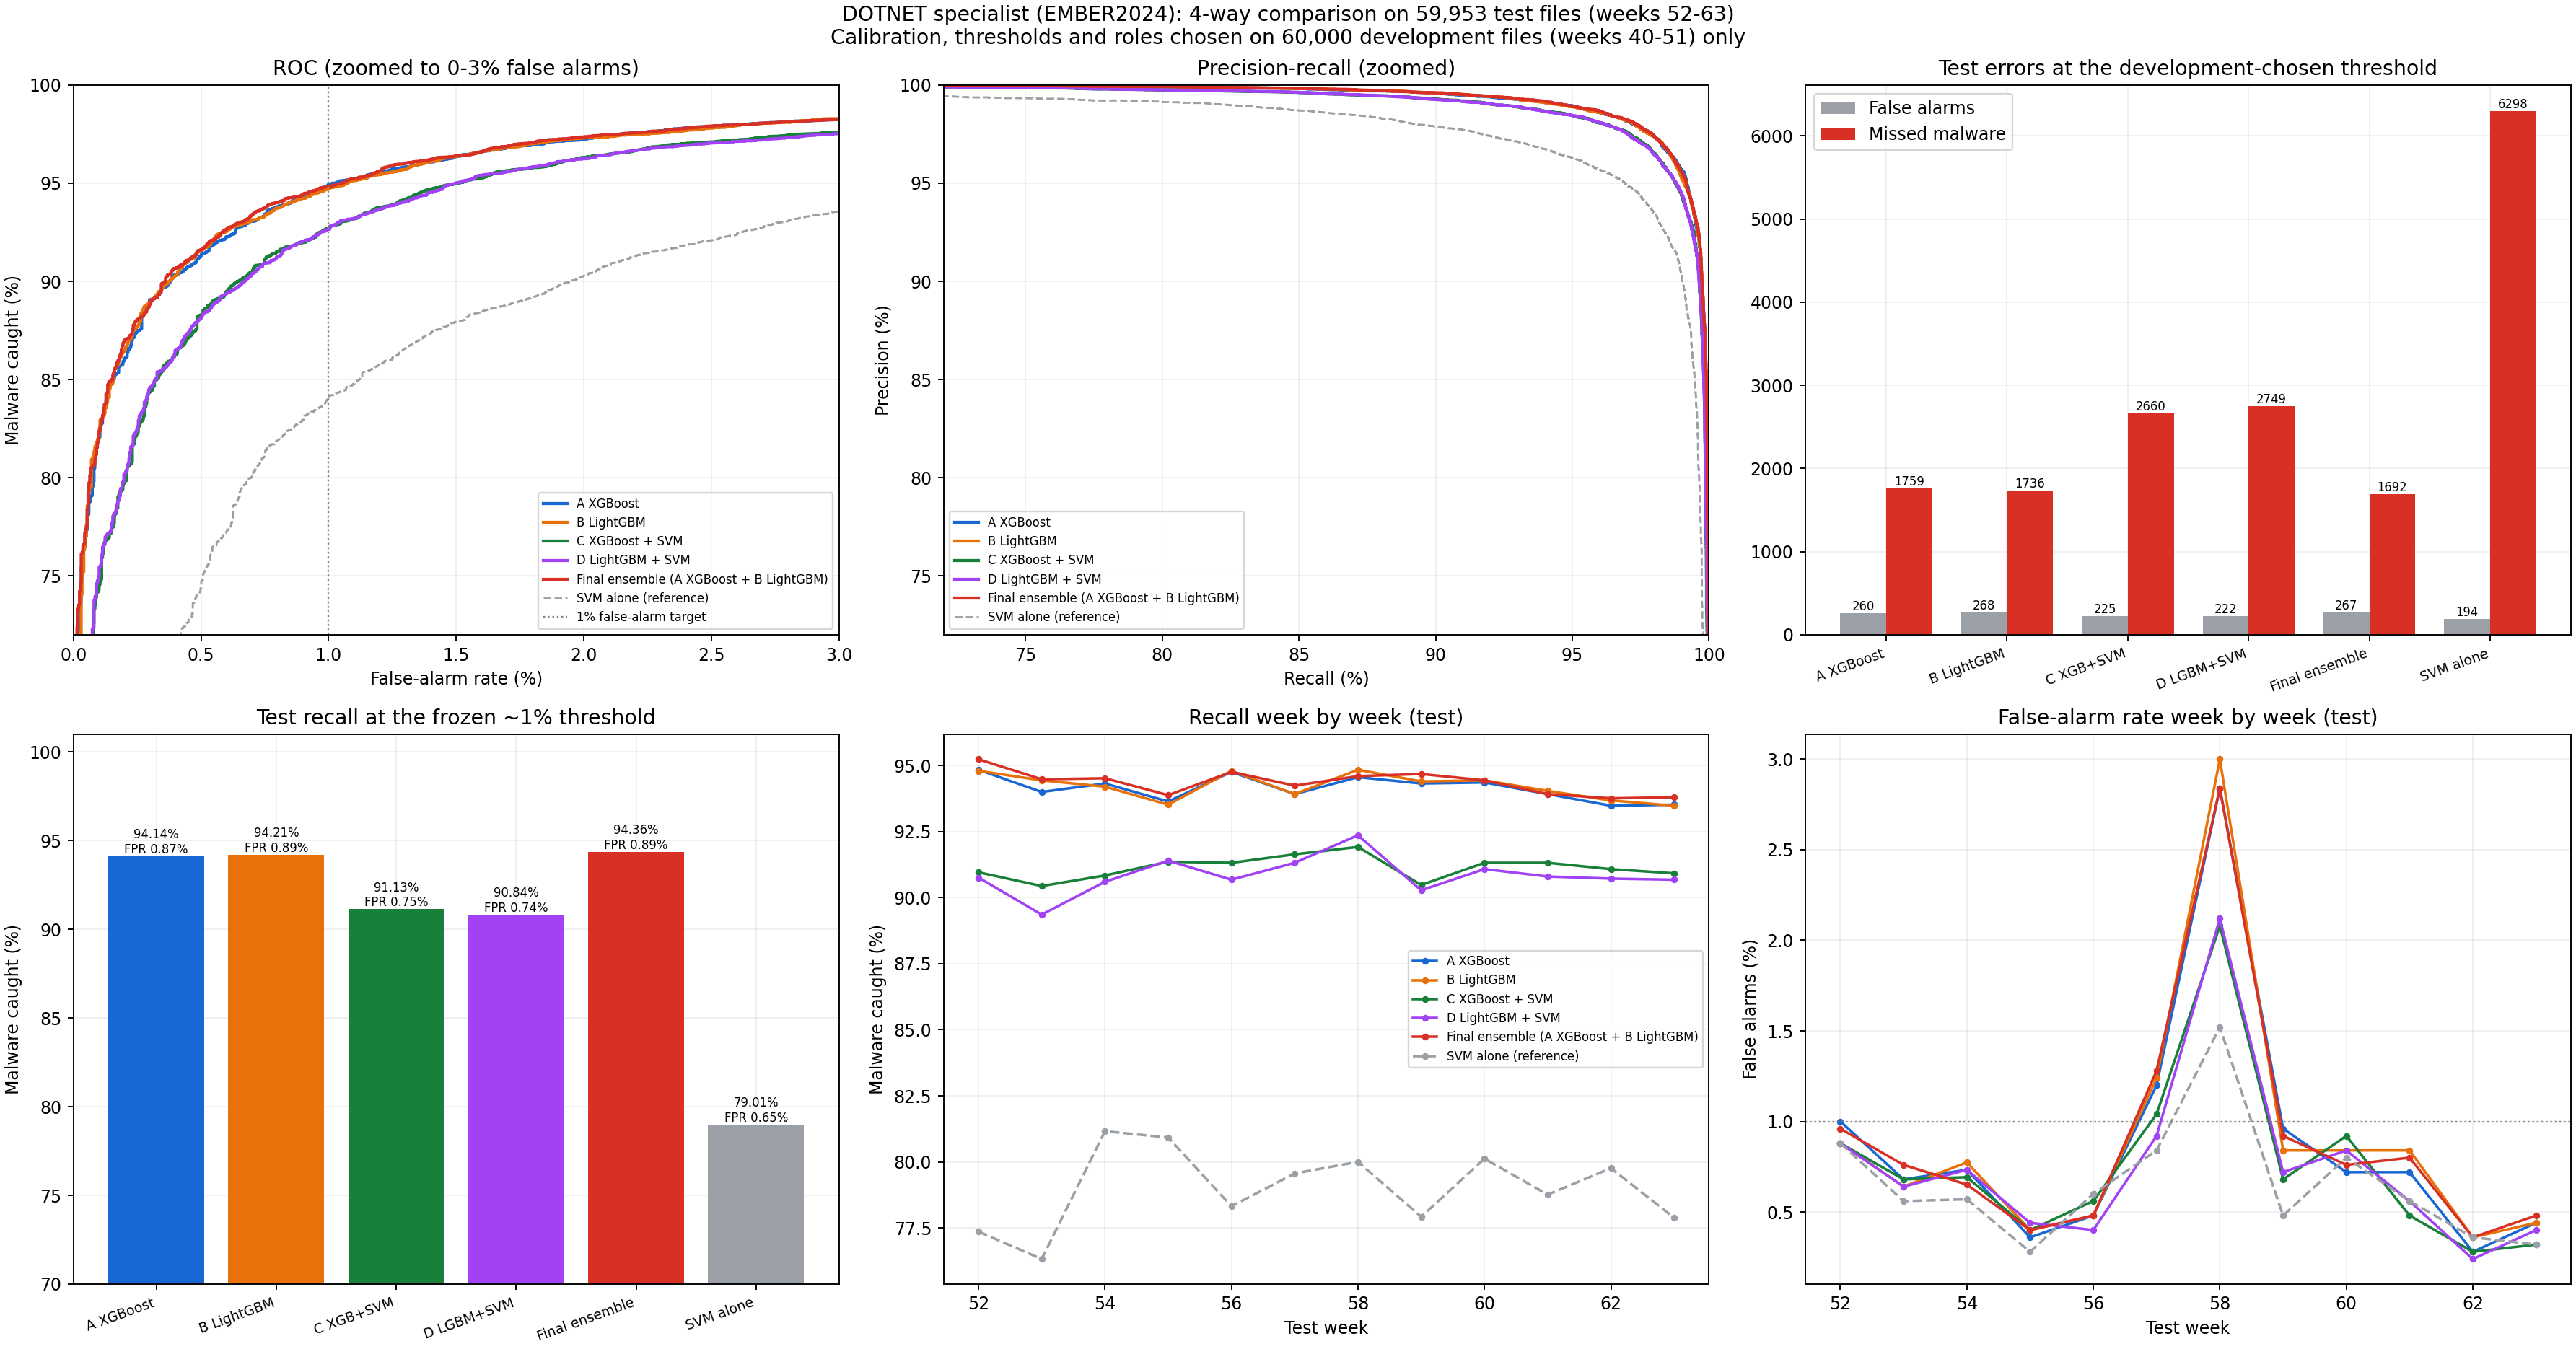 DOTNET specialist (EMBER2024): 4-way comparison on 59,953 test files (weeks 52-63)
Calibration, thresholds and roles chosen on 60,000 development files (weeks 40-51) only
ROC (zoomed to 0-3% false alarms)
100
95
90
85
80
75
Malware caught (%)
A XGBoost
B LightGBM
C XGBoost + SVM
D LightGBM + SVM
Final ensemble (A XGBoost + B LightGBM)
SVM alone (reference)
1% false-alarm target
0.0 0.5 1.0 1.5 2.0 2.5 3.0
False-alarm rate (%)
Precision-recall (zoomed)
100
95
90
85
80
75
Precision (%)
A XGBoost
B LightGBM
C XGBoost + SVM
D LightGBM + SVM
Final ensemble (A XGBoost + B LightGBM)
SVM alone (reference)
75 80 85 90 95 100
Recall (%)
Test errors at the development-chosen threshold
False alarms
Missed malware
6000
5000
4000
3000
2000
1000
0
260 1759 268 1736 225 2660 222 2749 267 1692 194 6298
A XGBoost B LightGBM C XGB+SVM D LGBM+SVM Final ensemble SVM alone
Test recall at the frozen ~1% threshold
100
95
90
85
80
75
70
Malware caught (%)
94.14%
FPR 0.87%
94.21%
FPR 0.89%
91.13%
FPR 0.75%
90.84%
FPR 0.74%
94.36%
FPR 0.89%
79.01%
FPR 0.65%
A XGBoost B LightGBM C XGB+SVM D LGBM+SVM Final ensemble SVM alone
Recall week by week (test)
95.0
92.5
90.0
87.5
85.0
82.5
80.0
77.5
Malware caught (%)
A XGBoost
B LightGBM
C XGBoost + SVM
D LightGBM + SVM
Final ensemble (A XGBoost + B LightGBM)
SVM alone (reference)
52 54 56 58 60 62
Test week
False-alarm rate week by week (test)
3.0
2.5
2.0
1.5
1.0
0.5
False alarms (%)
52 54 56 58 60 62
Test week